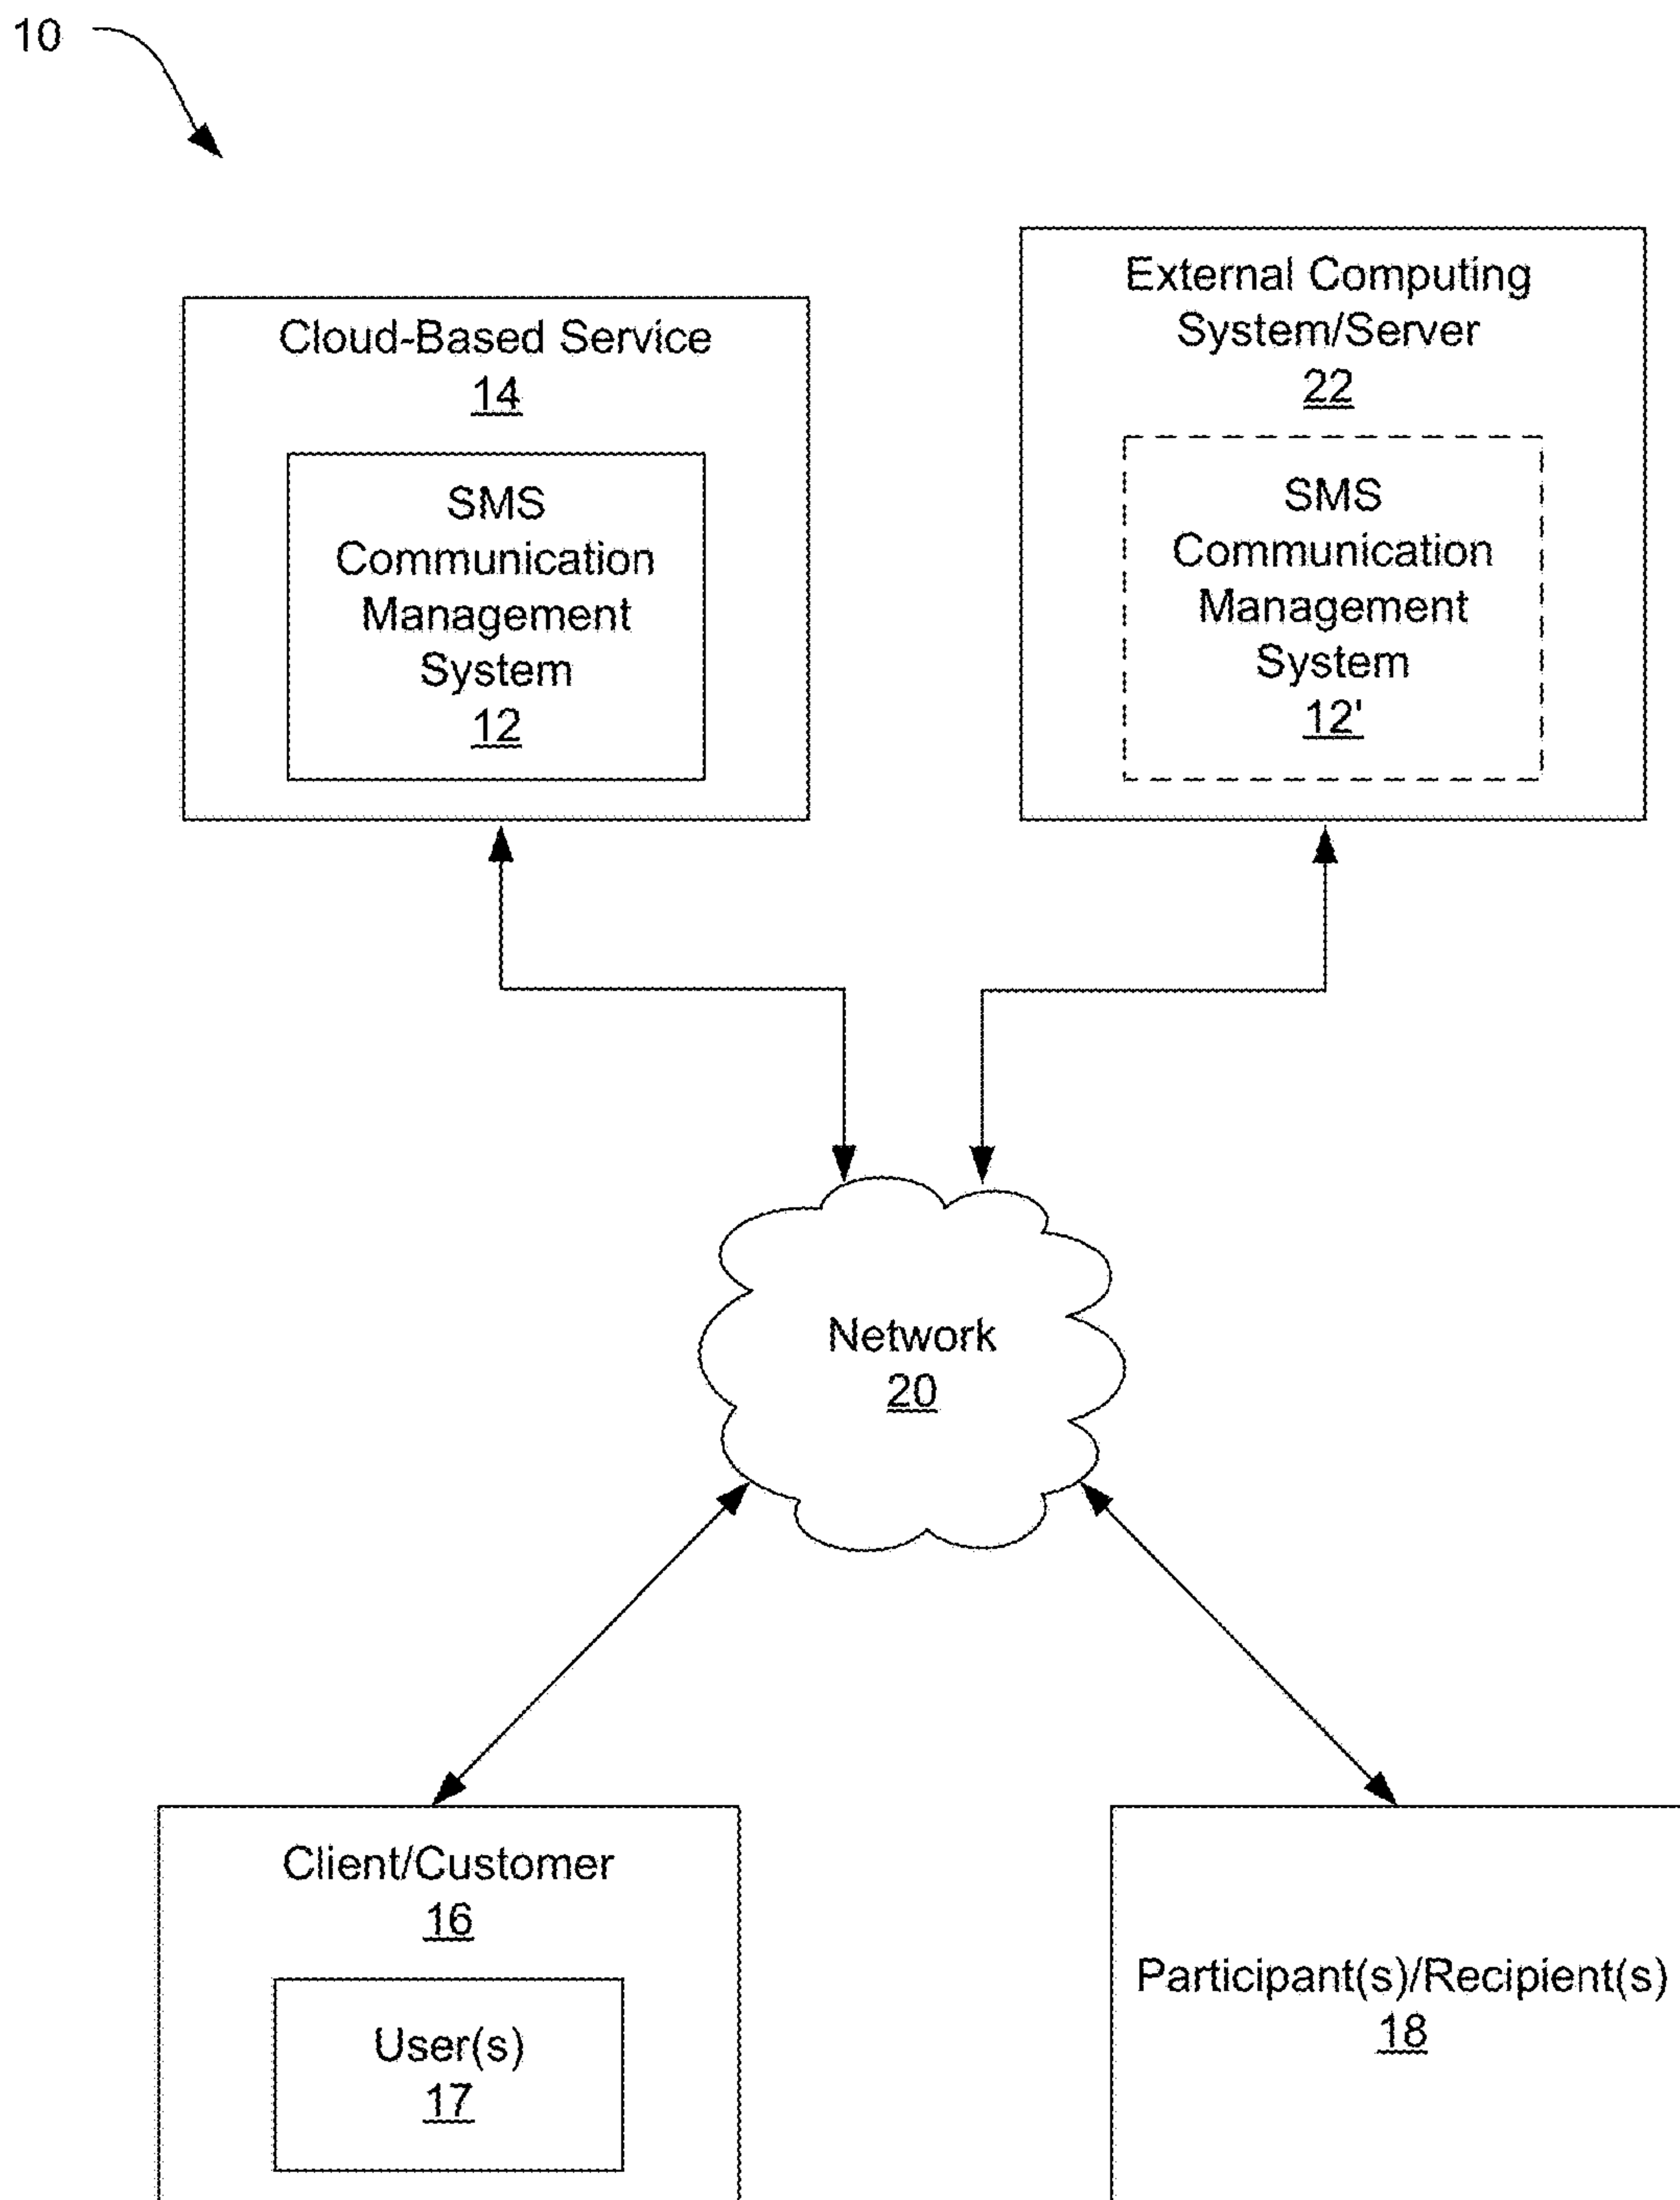 10
Cloud-Based Service
14
SMS
Communication
Management
System
12
External Computing
System/Server
22
SMS
Communication
Management
System
12'
Network
20
Client/Customer
16
User(s)
17
Participant(s)/Recipient(s)
18